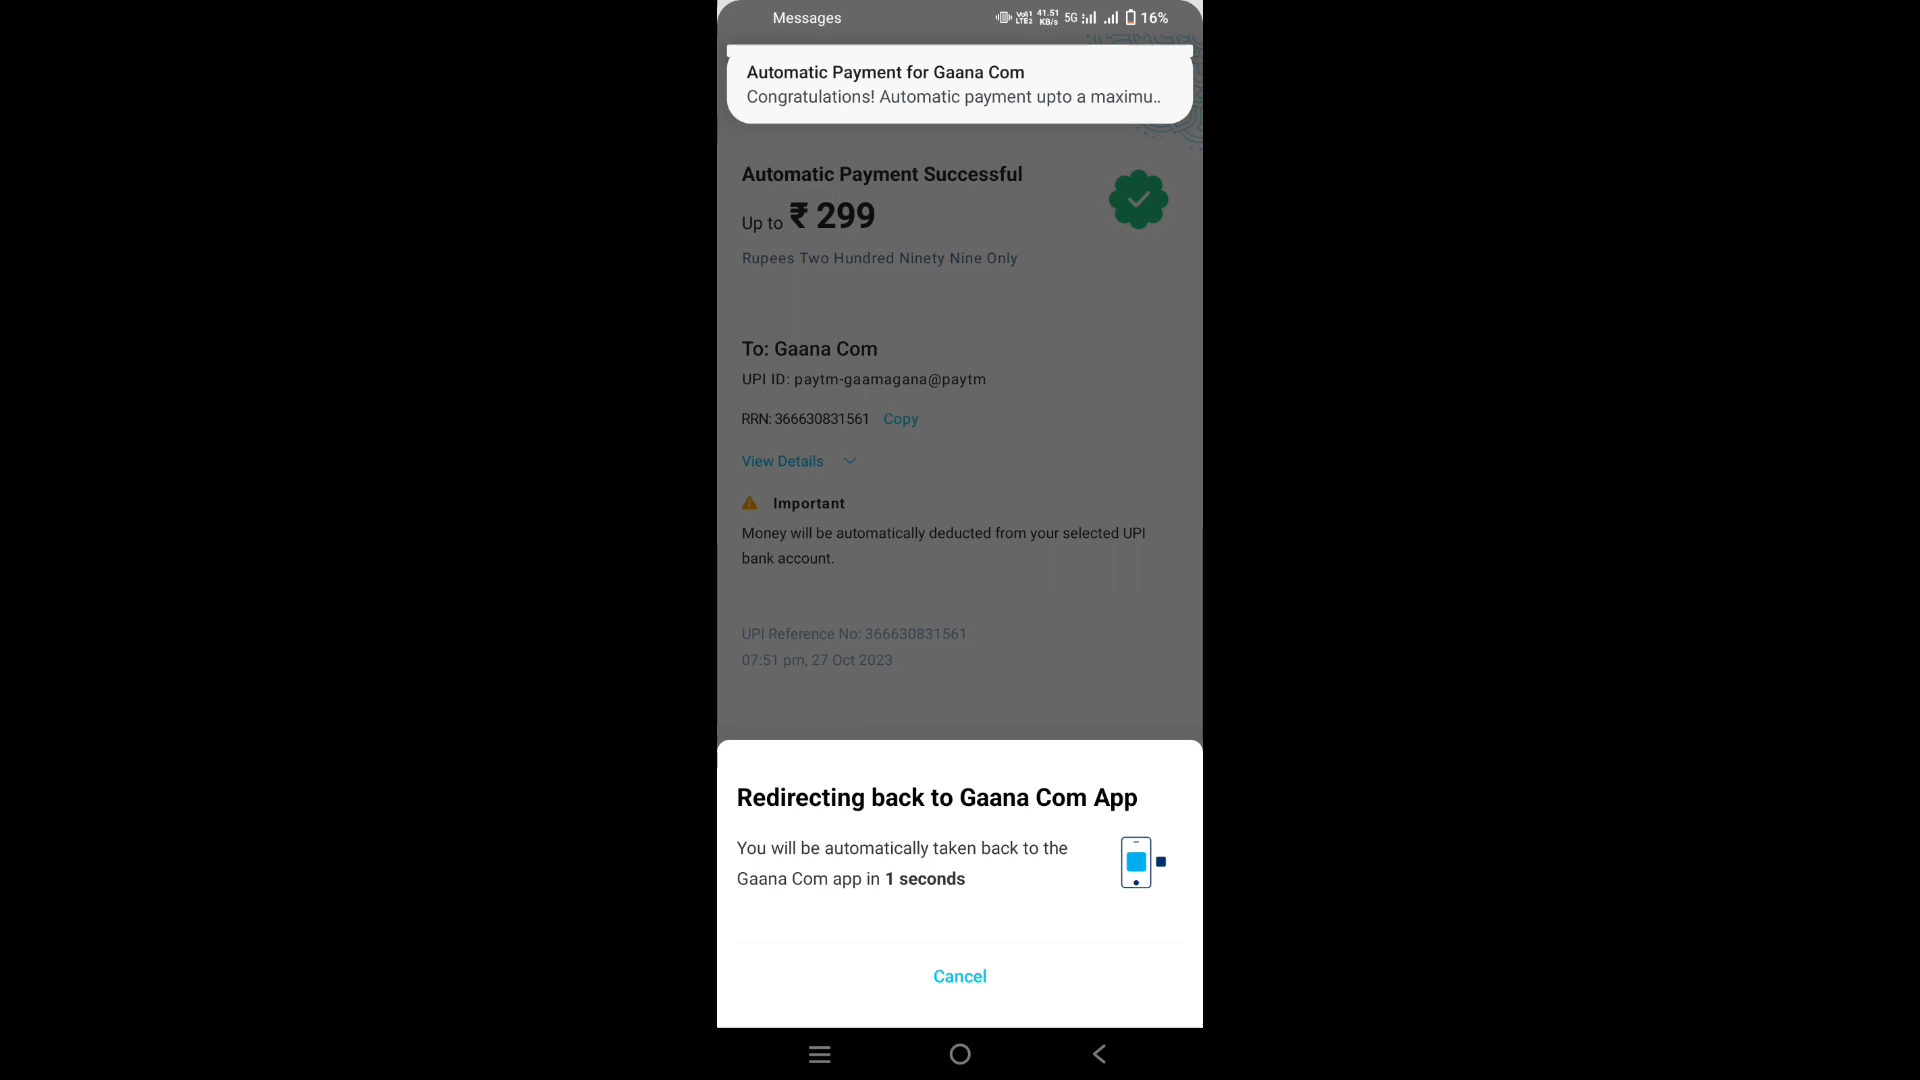 Messages
VoI1 LTE2 41.51 KB/s 5G 16%
Automatic Payment for Gaana Com
Congratulations! Automatic payment upto a maximu..
Automatic Payment Successful
Up to ₹ 299
Rupees Two Hundred Ninety Nine Only
To: Gaana Com
UPI ID: paytm-gaamagana@paytm
RRN: 366630831561 Copy
View Details
Important
Money will be automatically deducted from your selected UPI
bank account.
UPI Reference No: 366630831561
07:51 pm, 27 Oct 2023
Redirecting back to Gaana Com App
You will be automatically taken back to the
Gaana Com app in 1 seconds
Cancel